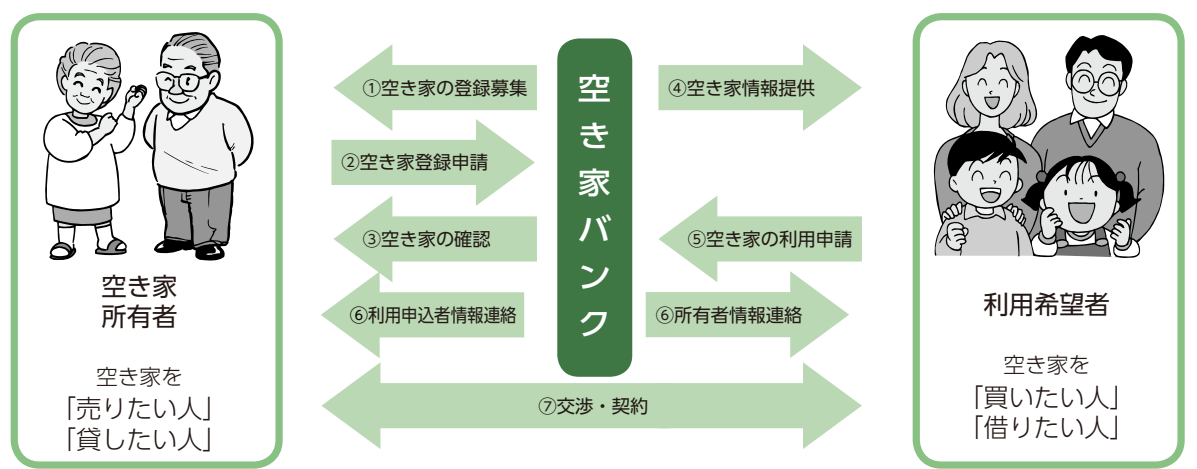 空き家
所有者
空き家を
「売りたい人」
「貸したい人」
①空き家の登録募集
②空き家登録申請
③空き家の確認
⑥利用申込者情報連絡
空き家バンク
④空き家情報提供
⑤空き家の利用申請
⑥所有者情報連絡
⑦交渉・契約
利用希望者
空き家を
「買いたい人」
「借りたい人」